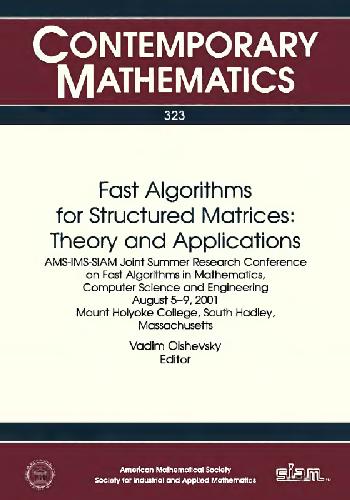 CONTEMPORARY
MATHEMATICS
323
Fast Algorithms
for Structured Matrices:
Theory and Applications
AMS-IMS-SIAM Joint Summer Research Conference
on Fast Algorithms in Mathematics,
Computer Science and Engineering
August 5–9, 2001
Mount Holyoke College, South Hadley,
Massachusetts
Vadim Olshevsky
Editor
American Mathematical Society
Society for Industrial and Applied Mathematics
siam